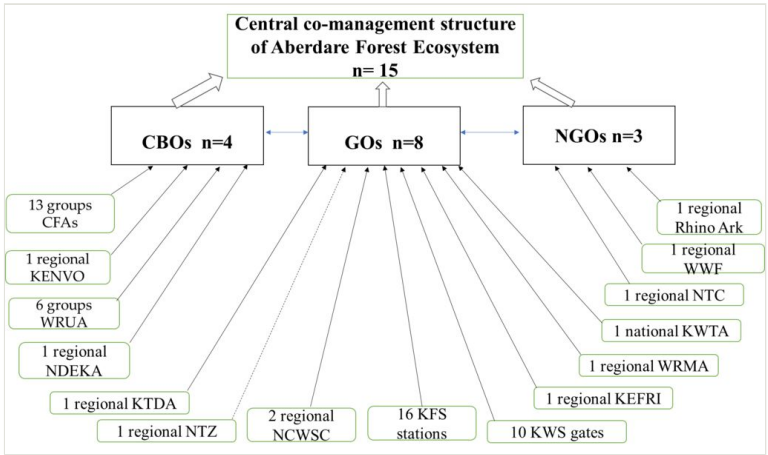 Central co-management structure
of Aberdare Forest Ecosystem
n= 15
CBOs n=4
GOs n=8
NGOs n=3
13 groups
CFAs
1 regional
KENVO
6 groups
WRUA
1 regional
NDEKA
1 regional KTDA
1 regional NTZ
2 regional
NCWSC
16 KFS
stations
10 KWS gates
1 regional KEFRI
1 regional WRMA
1 national KWTA
1 regional NTC
1 regional
WWF
1 regional
Rhino Ark